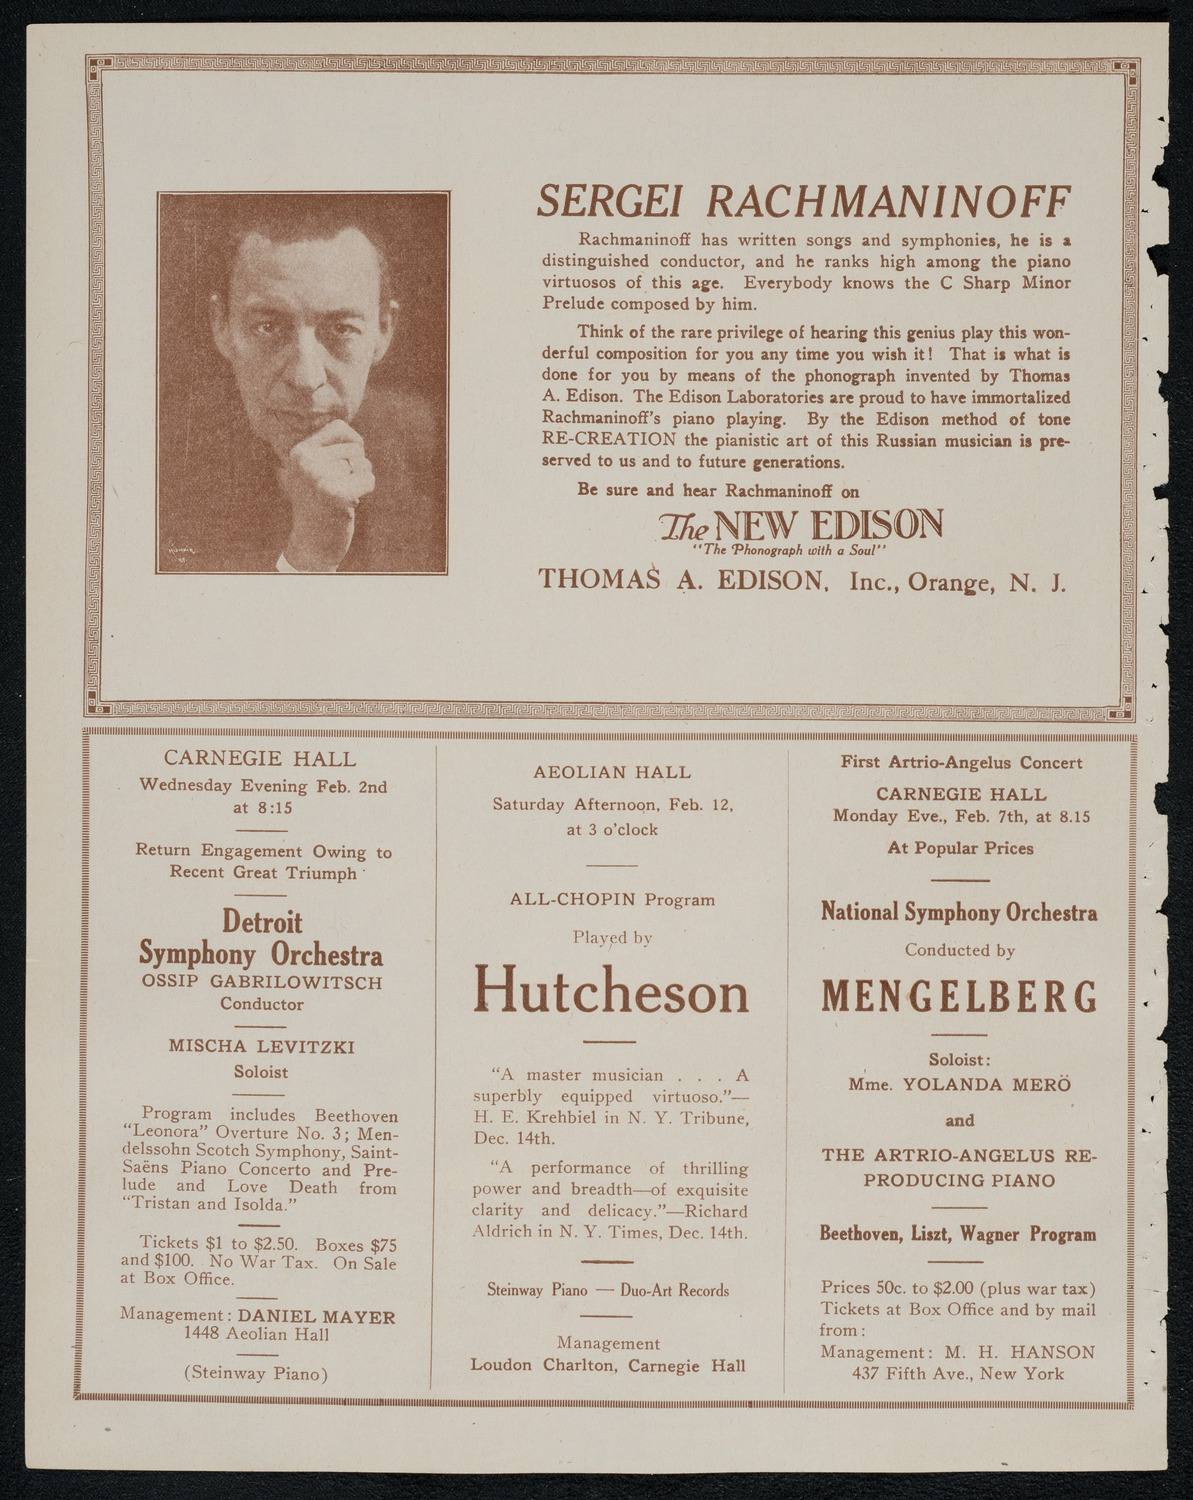 SERGEI RACHMANINOFF
Rachmaninoff has written songs and symphonies, he is a
distinguished conductor, and he ranks high among the piano
virtuosos of this age. Everybody knows the C Sharp Minor
Prelude composed by him.
Think of the rare privilege of hearing this genius play this won-
derful composition for you any time you wish it! That is what is
done for you by means of the phonograph invented by Thomas
A. Edison. The Edison Laboratories are proud to have immortalized
Rachmaninoff's piano playing. By the Edison method of tone
RE-CREATION the pianistic art of this Russian musician is pre-
served to us and to future generations.
Be sure and hear Rachmaninoff on
The NEW EDISON
"The Phonograph with a Soul"
THOMAS A. EDISON, Inc., Orange, N. J.
CARNEGIE HALL
Wednesday Evening Feb. 2nd
at 8:15
Return Engagement Owing to
Recent Great Triumph
Detroit
Symphony Orchestra
OSSIP GABRILOWITSCH
Conductor
MISCHA LEVITZKI
Soloist
Program includes Beethoven
"Leonora" Overture No. 3; Men-
delssohn Scotch Symphony, Saint-
Saëns Piano Concerto and Pre-
lude and Love Death from
"Tristan and Isolda."
Tickets $1 to $2.50. Boxes $75
and $100. No War Tax. On Sale
at Box Office.
Management: DANIEL MAYER
1448 Aeolian Hall
(Steinway Piano)
AEOLIAN HALL
Saturday Afternoon, Feb. 12,
at 3 o'clock
ALL-CHOPIN Program
Played by
Hutcheson
"A master musician . . . A
superbly equipped virtuoso."—
H. E. Krehbiel in N. Y. Tribune,
Dec. 14th.
"A performance of thrilling
power and breadth—of exquisite
clarity and delicacy."—Richard
Aldrich in N. Y. Times, Dec. 14th.
Steinway Piano — Duo-Art Records
Management
Loudon Charlton, Carnegie Hall
First Artrio-Angelus Concert
CARNEGIE HALL
Monday Eve., Feb. 7th, at 8.15
At Popular Prices
National Symphony Orchestra
Conducted by
MENGELBERG
Soloist:
Mme. YOLANDA MERÖ
and
THE ARTRIO-ANGELUS RE-
PRODUCING PIANO
Beethoven, Liszt, Wagner Program
Prices 50c. to $2.00 (plus war tax)
Tickets at Box Office and by mail
from:
Management: M. H. HANSON
437 Fifth Ave., New York